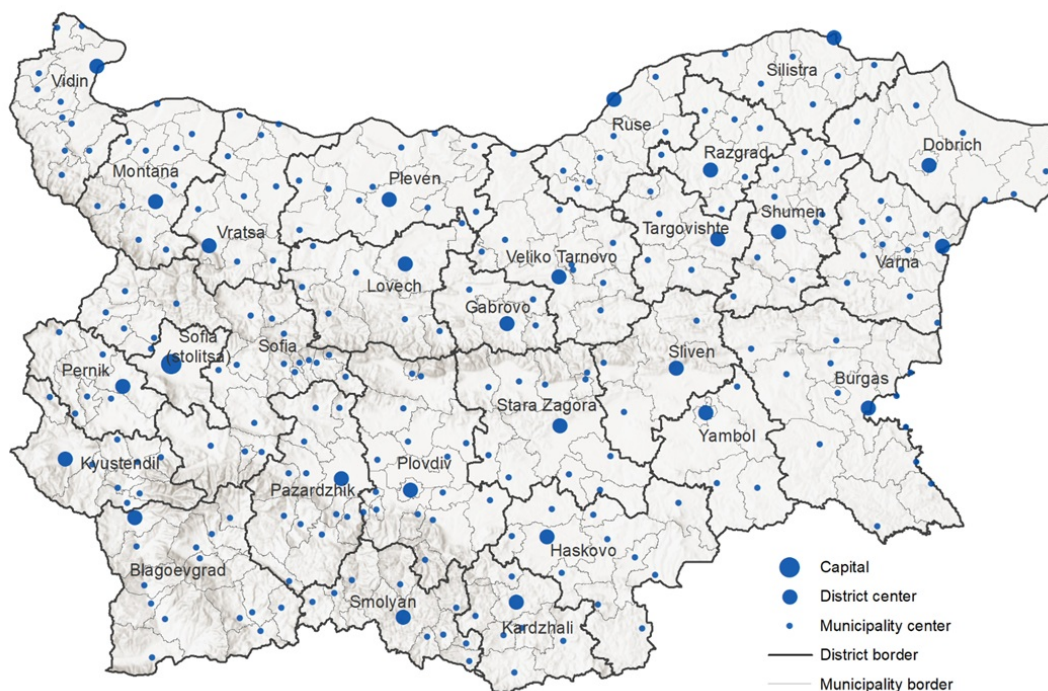 Vidin
Silistra
Ruse
Dobrich
Razgrad
Montana
Pleven
Shumen
Targovishte
Vratsa
Veliko Tarnovo
Varna
Lovech
Gabrovo
Sofia
(stolitsa)
Sofia
Sliven
Pernik
Burgas
Stara Zagora
Yambol
Kyustendil
Plovdiv
Pazardzhik
Haskovo
Blagoevgrad
Smolyan
Kardzhali
Capital
District center
Municipality center
District border
Municipality border